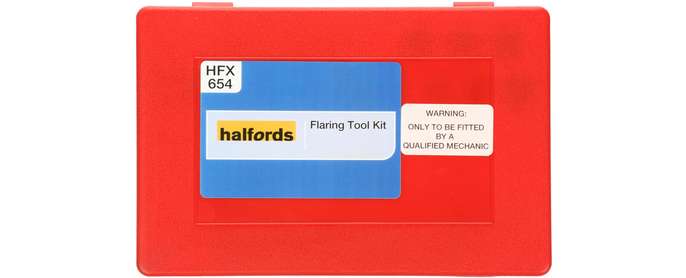 HFX
654
halfords
Flaring Tool Kit
WARNING:
ONLY TO BE FITTED
BY A
QUALIFIED MECHANIC